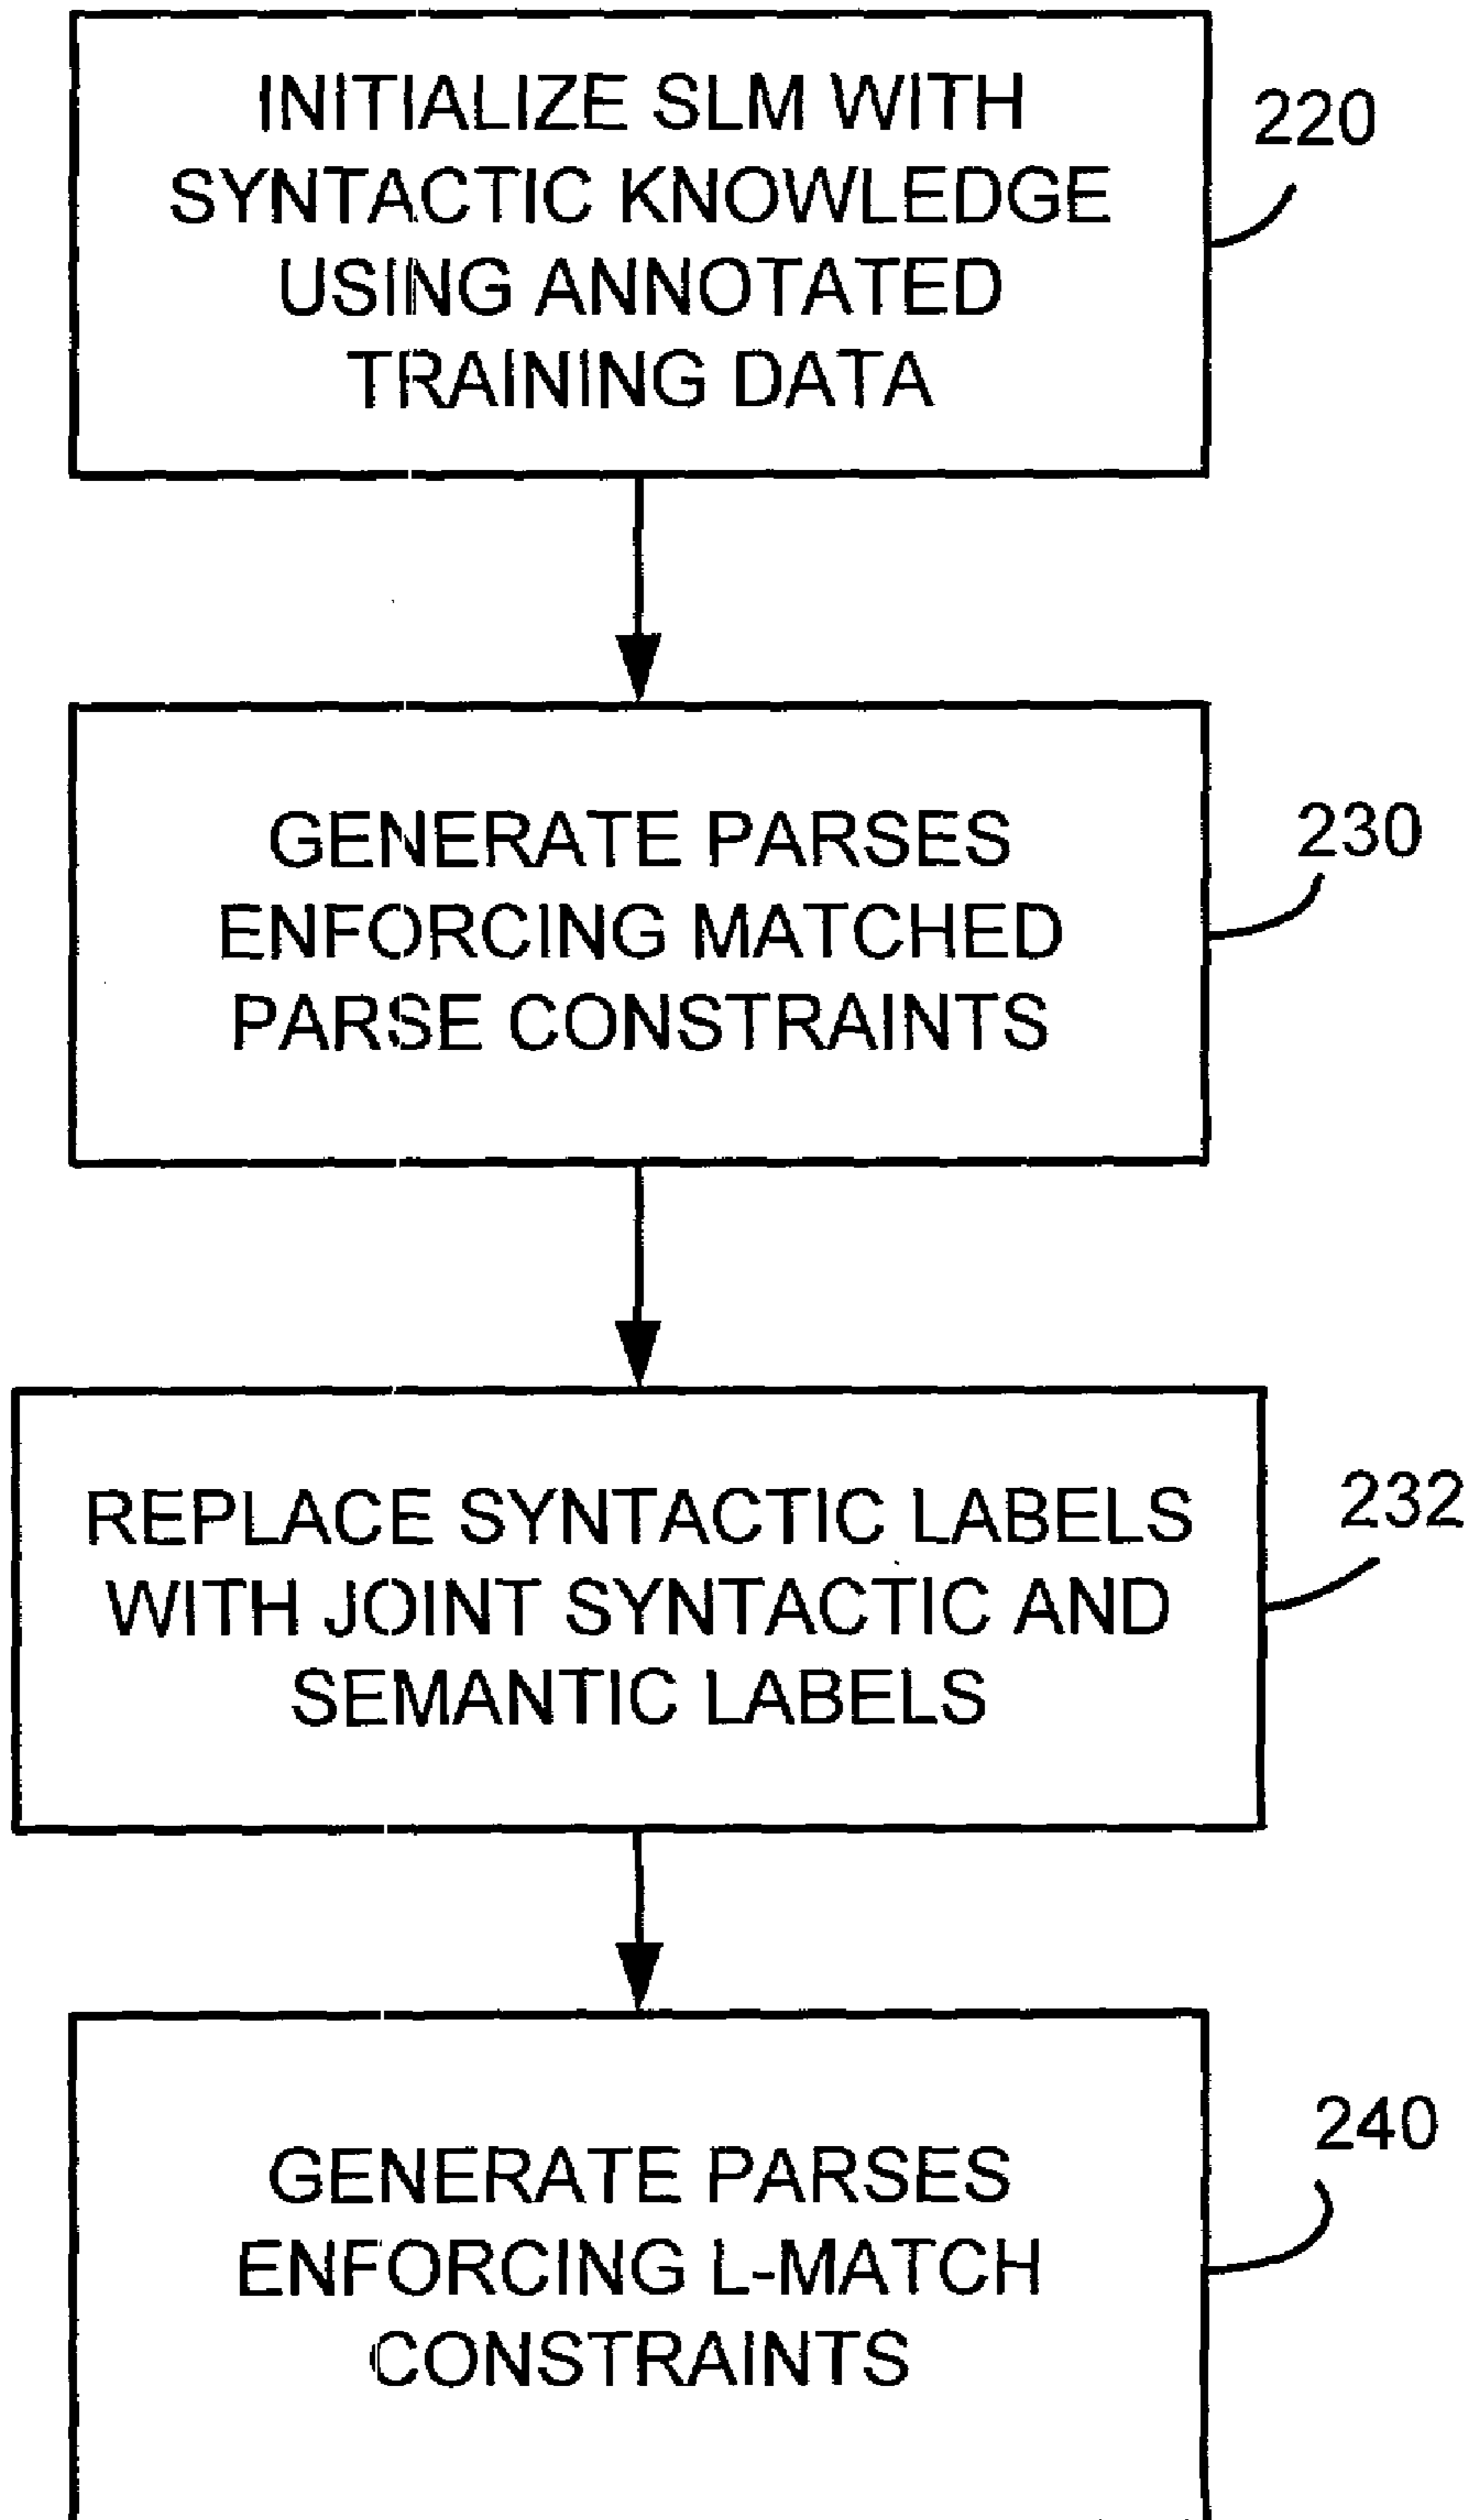 INITIALIZE SLM WITH
SYNTACTIC KNOWLEDGE
USING ANNOTATED
TRAINING DATA
220
GENERATE PARSES
ENFORCING MATCHED
PARSE CONSTRAINTS
230
REPLACE SYNTACTIC LABELS
WITH JOINT SYNTACTIC AND
SEMANTIC LABELS
232
GENERATE PARSES
ENFORCING L-MATCH
CONSTRAINTS
240